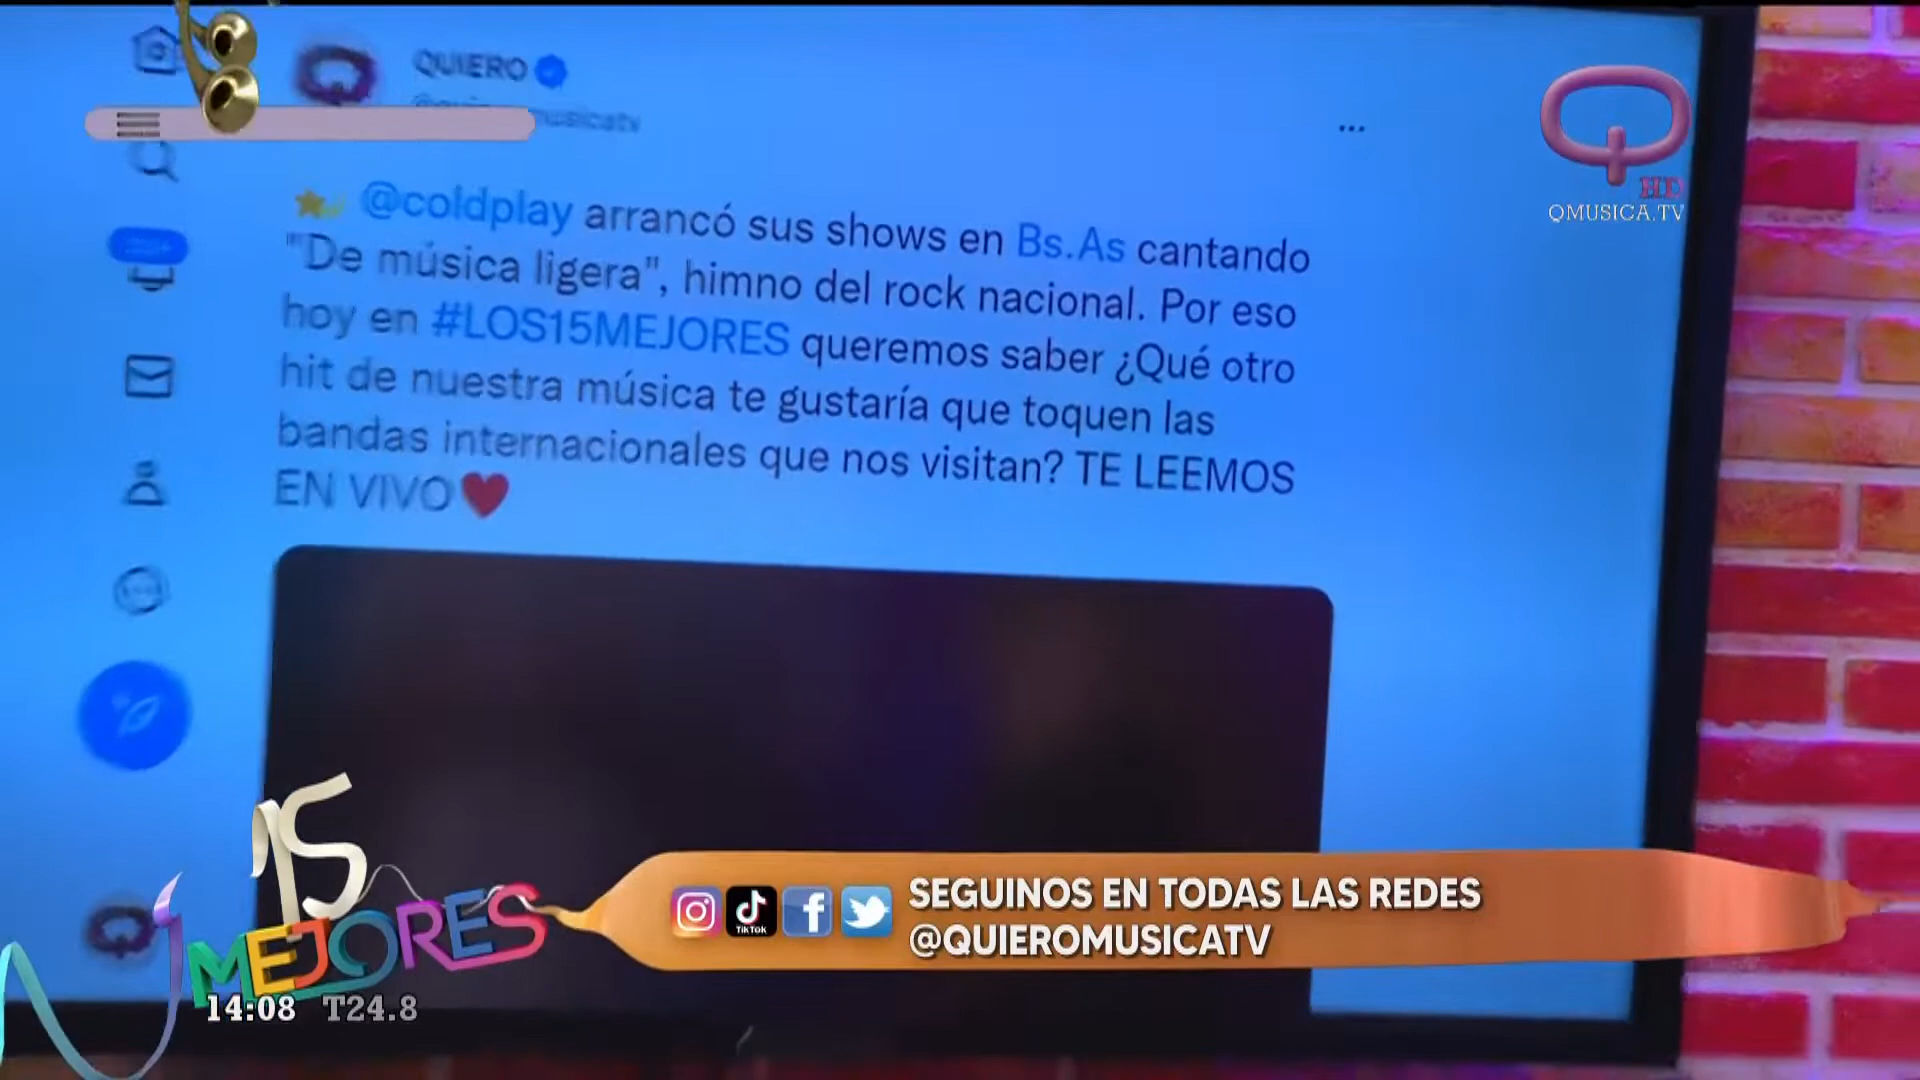 QUIERO
QMUSICA.TV
HD
@coldplay arrancó sus shows en Bs.As cantando
"'De música ligera", himno del rock nacional. Por eso
hoy en #LOS15MEJORES queremos saber ¿Qué otro
hit de nuestra música te gustaría que toquen las
bandas internacionales que nos visitan? TE LEEMOS
EN VIVO
15
MEJORES
TikTok
SEGUINOS EN TODAS LAS REDES
@QUIEROMUSICATV
14:08 T24.8